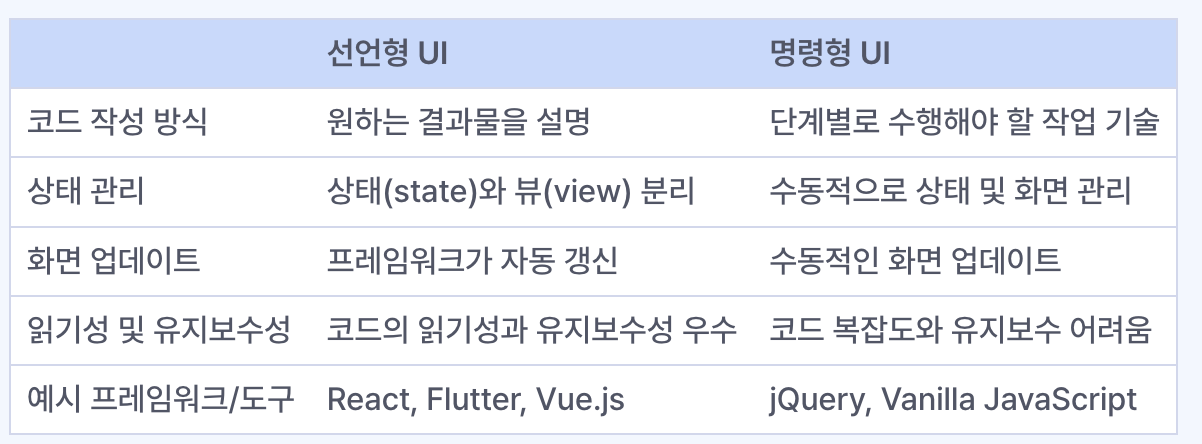 선언형 UI 명령형 UI
코드 작성 방식 원하는 결과물을 설명 단계별로 수행해야 할 작업 기술
상태 관리 상태(state)와 뷰(view) 분리 수동적으로 상태 및 화면 관리
화면 업데이트 프레임워크가 자동 갱신 수동적인 화면 업데이트
읽기성 및 유지보수성 코드의 읽기성과 유지보수성 우수 코드 복잡도와 유지보수 어려움
예시 프레임워크/도구 React, Flutter, Vue.js jQuery, Vanilla JavaScript